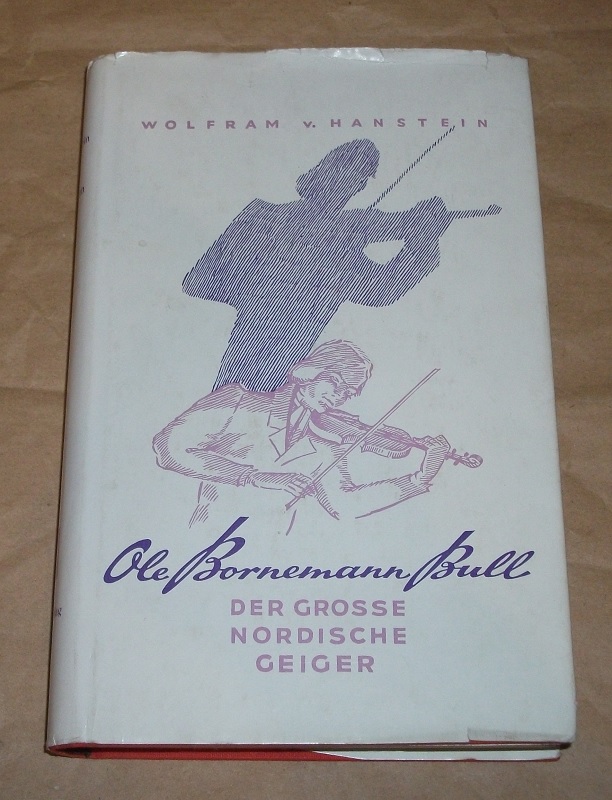 WOLFRAM v. HANSTEIN
Ole Bornemann Bull
DER GROSSE
NORDISCHE
GEIGER